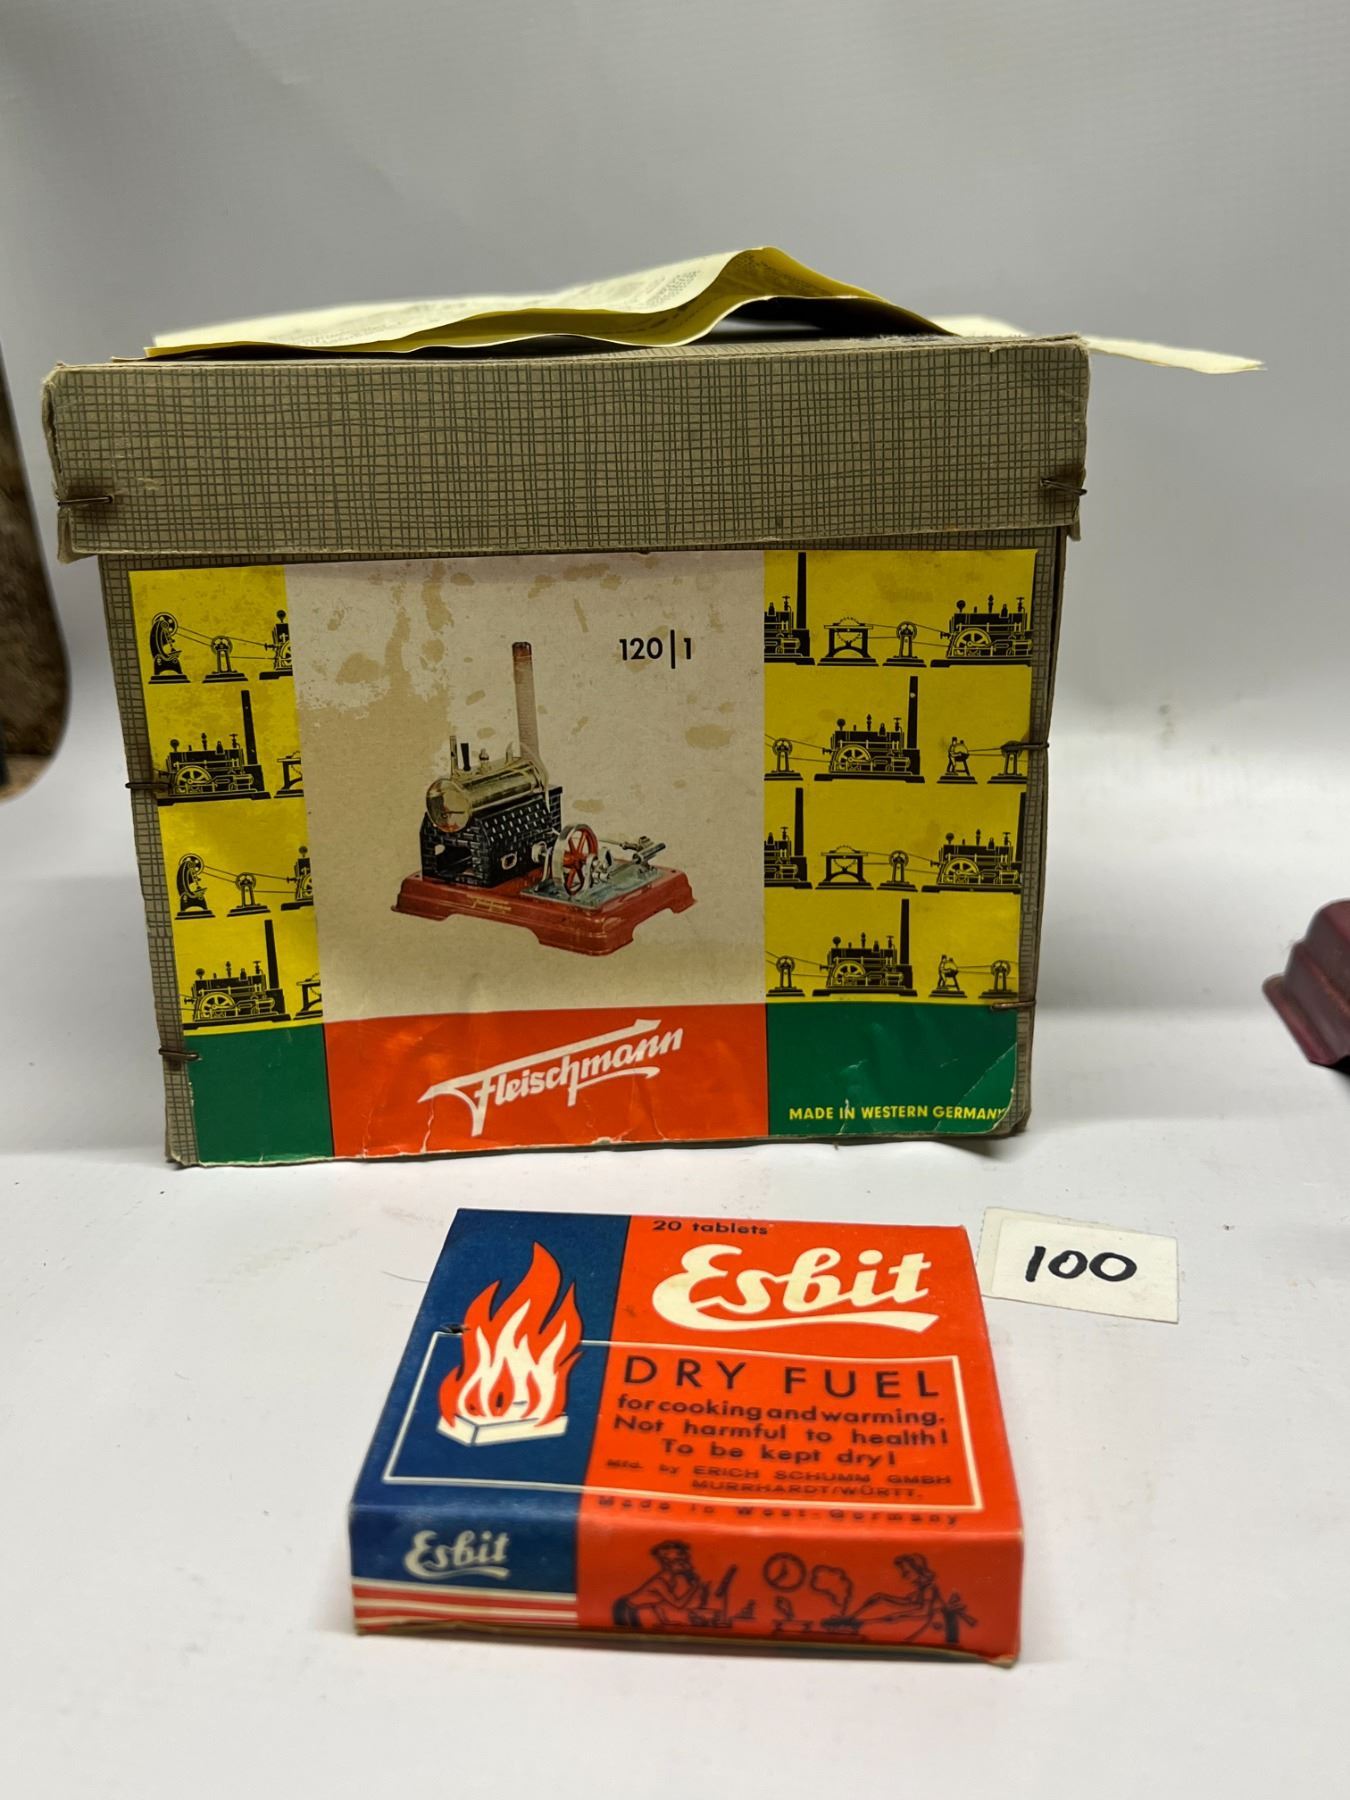 120|1
Fleischmann
MADE IN WESTERN GERMANY
100
20 tablets
Esbit
DRY FUEL
for cooking and warming.
Not harmful to health!
To be kept dry!
Mfd. by ERICH SCHUMM GMBH
MURRHARDT/WÜRTT.
Made in West-Germany
Esbit